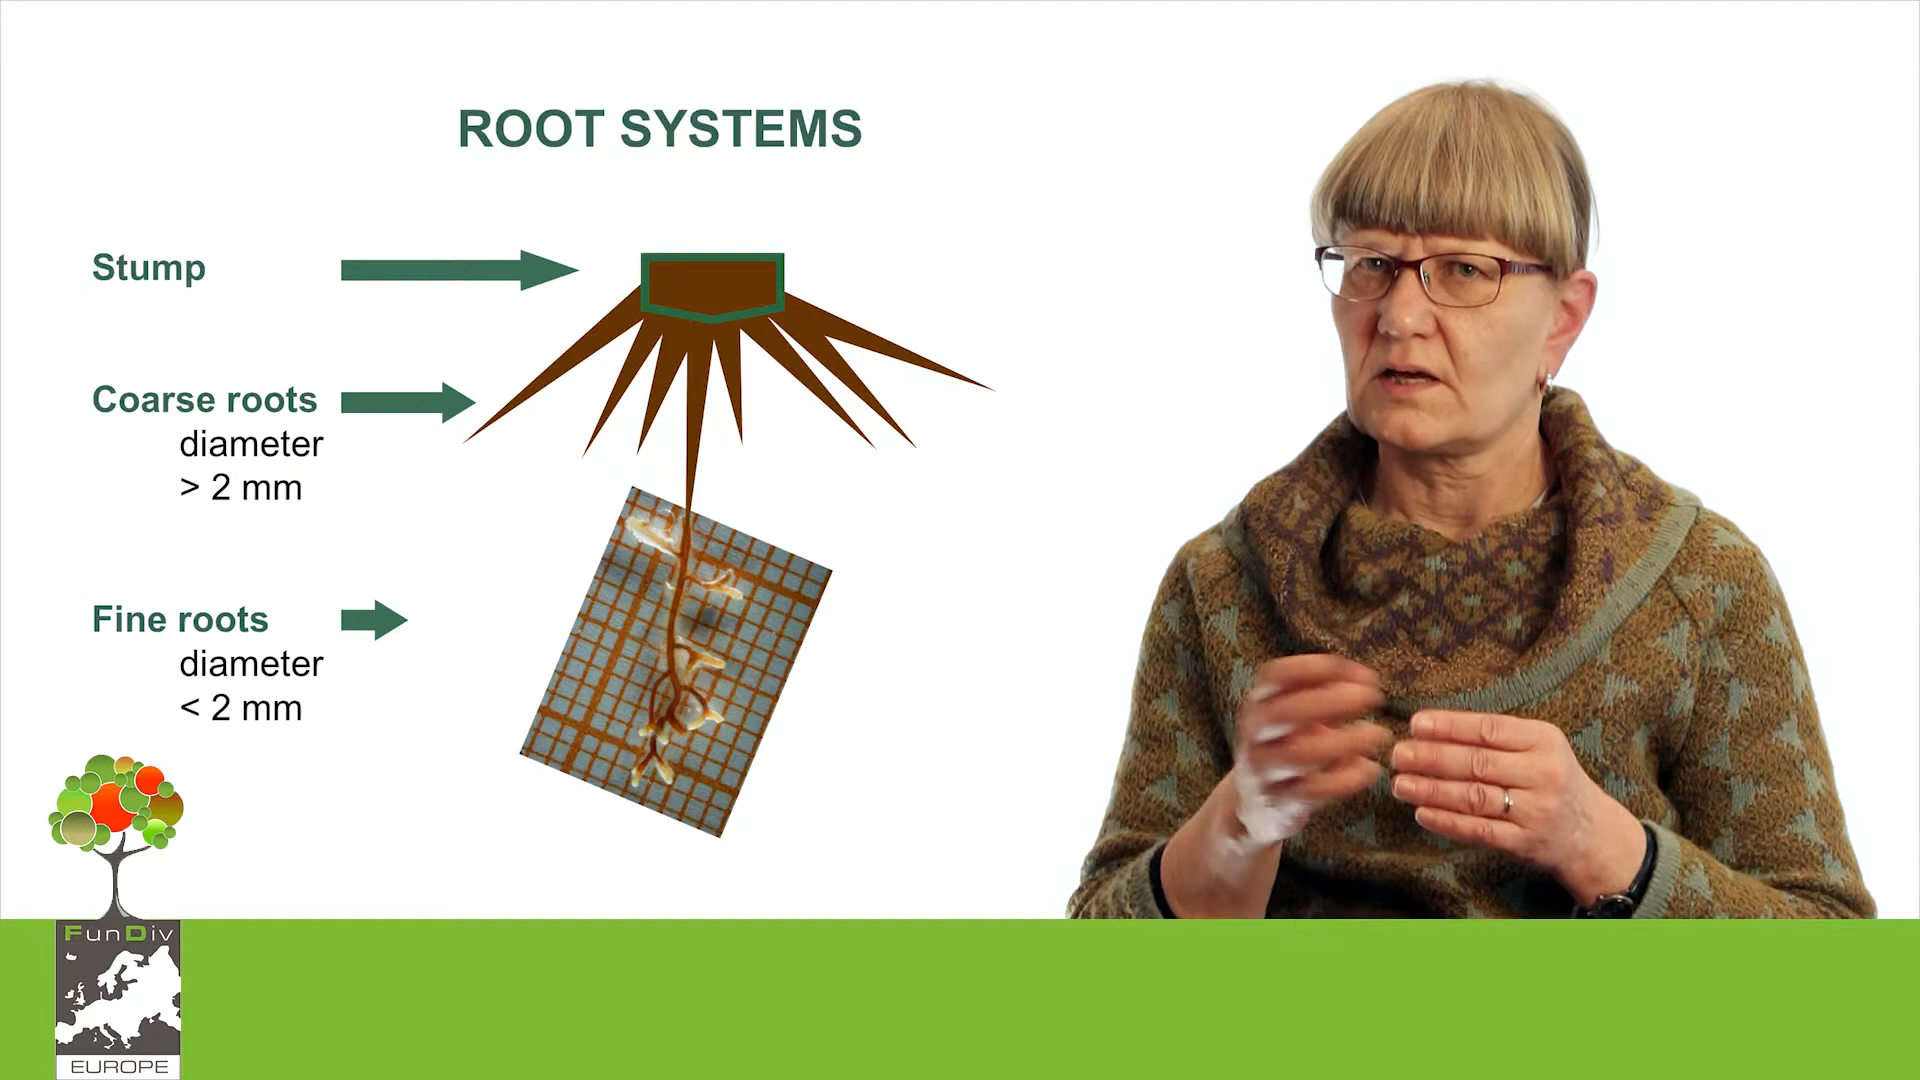 ROOT SYSTEMS
Stump
Coarse roots
diameter
> 2 mm
Fine roots
diameter
< 2 mm
FunDiv
EUROPE